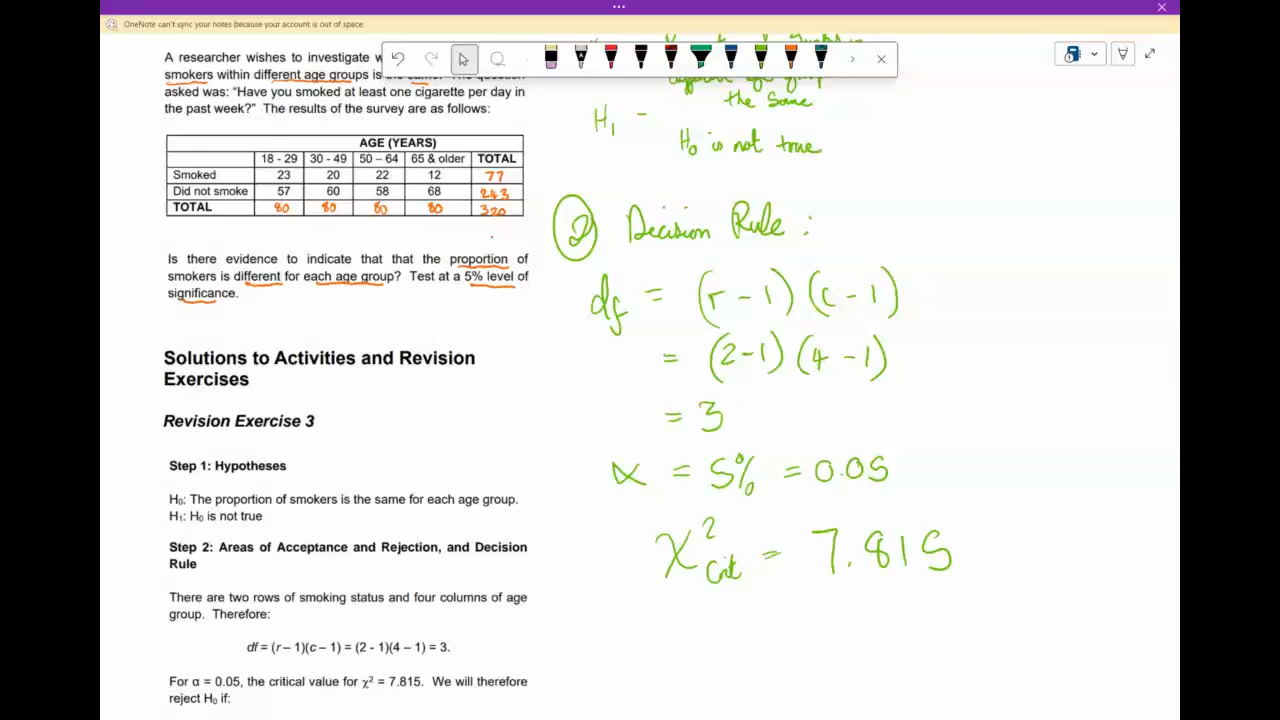 OneNote can't sync your notes because your account is out of space.
A researcher wishes to investigate w
smokers within different age groups is
asked was: “Have you smoked at least one cigarette per day in
the past week?” The results of the survey are as follows:
AGE (YEARS)
18 - 29 30 - 49 50 – 64 65 & older TOTAL
Smoked 23 20 22 12 77
Did not smoke 57 60 58 68 243
TOTAL 80 80 80 80 320
Is there evidence to indicate that that the proportion of
smokers is different for each age group? Test at a 5% level of
significance.
Solutions to Activities and Revision
Exercises
Revision Exercise 3
Step 1: Hypotheses
H₀: The proportion of smokers is the same for each age group.
H₁: H₀ is not true
Step 2: Areas of Acceptance and Rejection, and Decision
Rule
There are two rows of smoking status and four columns of age
group. Therefore:
df = (r – 1)(c – 1) = (2 - 1)(4 – 1) = 3.
For α = 0.05, the critical value for χ² = 7.815. We will therefore
reject H₀ if:
the same
H₁ -
H₀ is not true
② Decision Rule :
df = (r - 1) (c - 1)
= (2 - 1) (4 - 1)
= 3
α = 5% = 0.05
χ² crit = 7.815